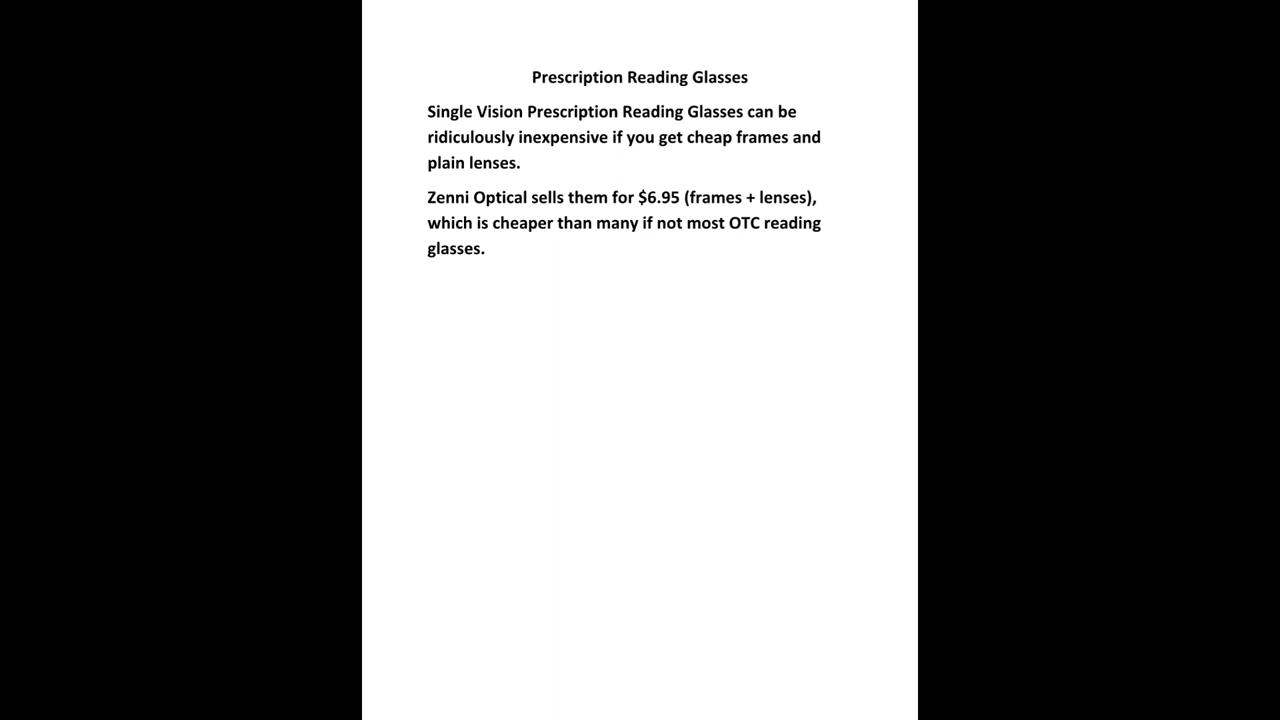 Prescription Reading Glasses
Single Vision Prescription Reading Glasses can be
ridiculously inexpensive if you get cheap frames and
plain lenses.
Zenni Optical sells them for $6.95 (frames + lenses),
which is cheaper than many if not most OTC reading
glasses.